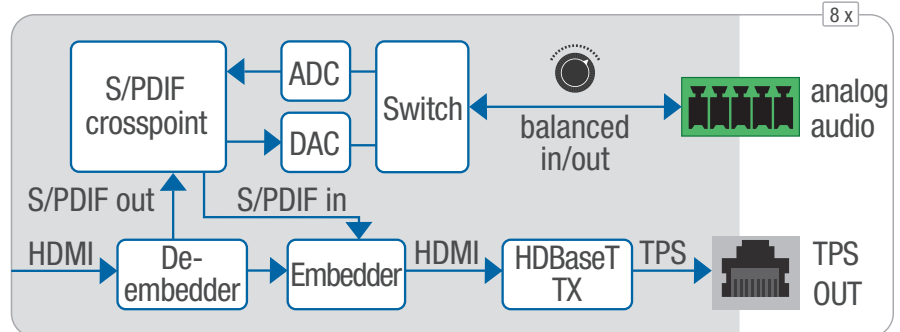 8 x
S/PDIF
crosspoint
ADC
DAC
Switch
balanced
in/out
analog
audio
S/PDIF out
S/PDIF in
HDMI
De-
embedder
Embedder
HDMI
HDBaseT
TX
TPS
TPS
OUT